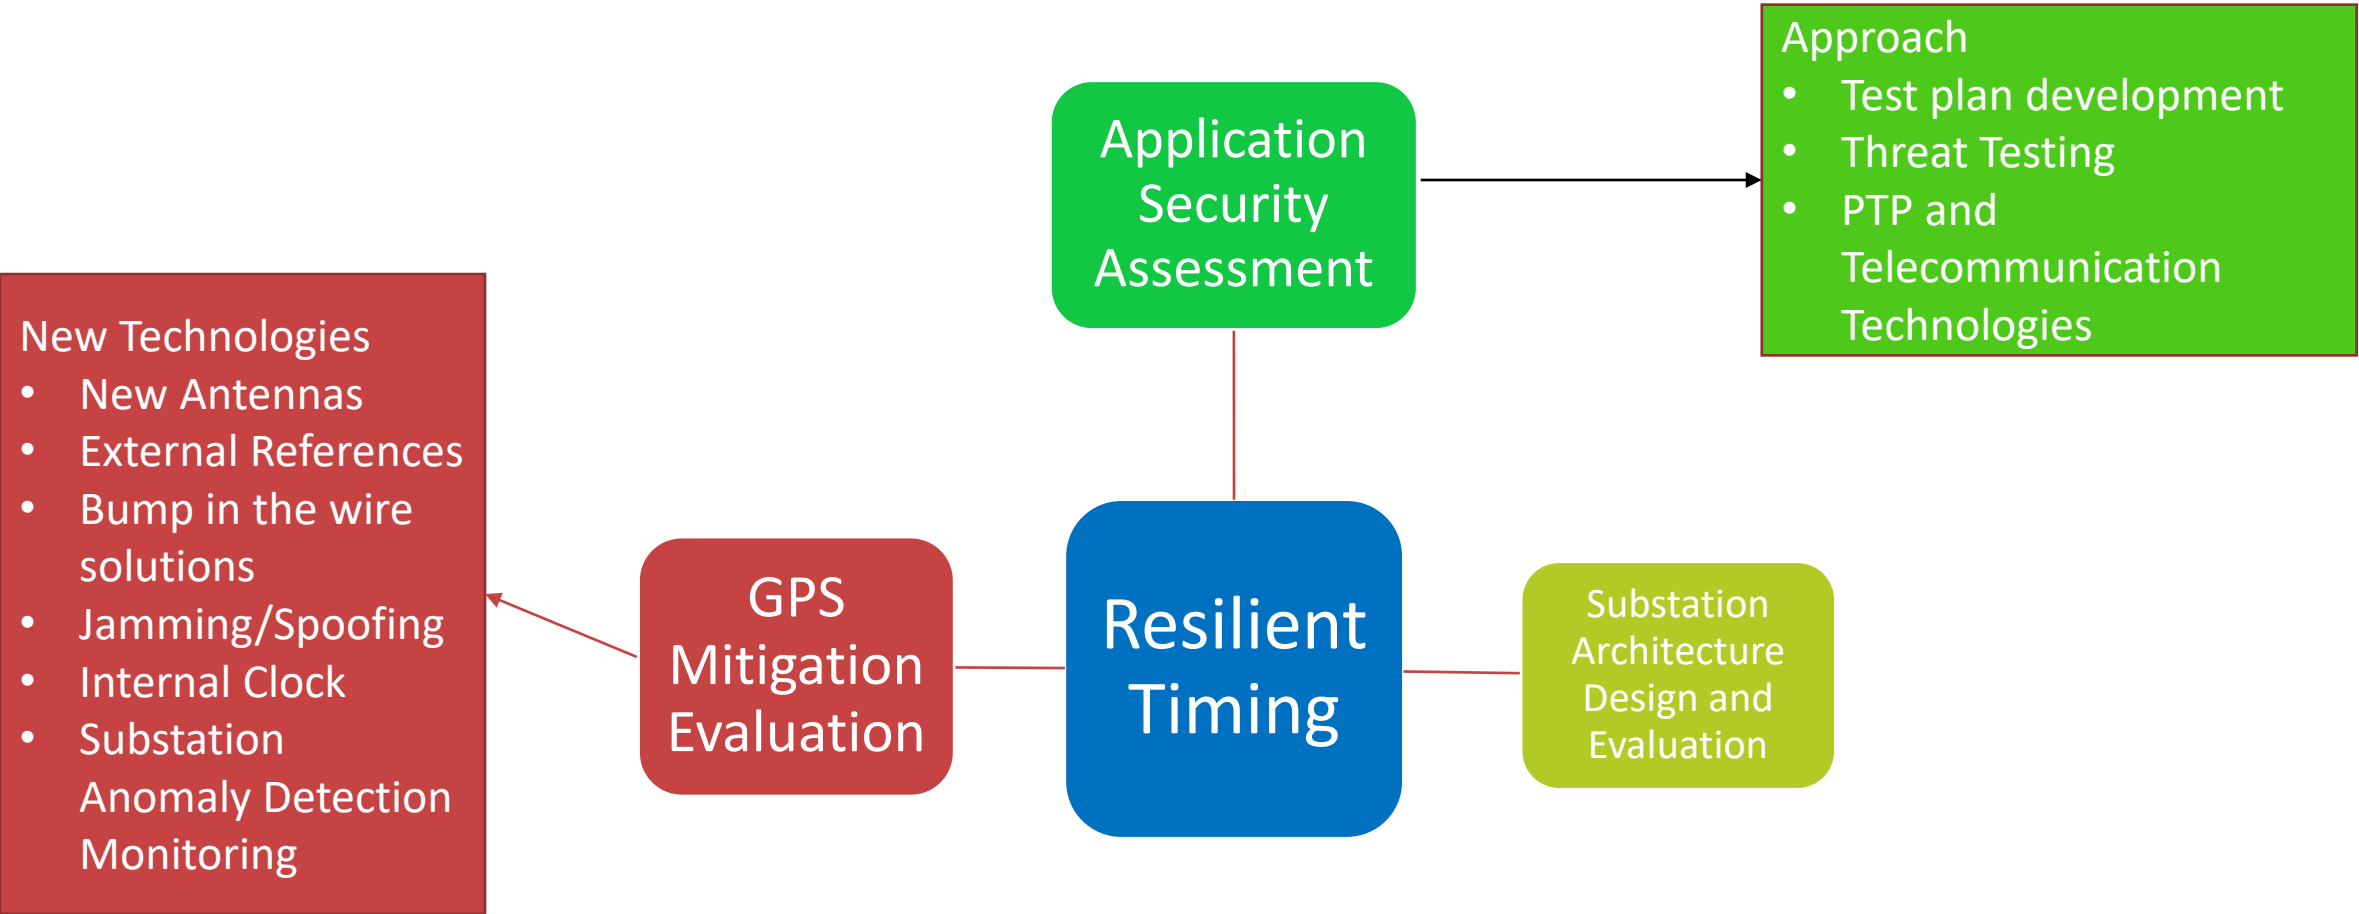 Approach
• Test plan development
• Threat Testing
• PTP and
Telecommunication
Technologies
Application
Security
Assessment
New Technologies
• New Antennas
• External References
• Bump in the wire
solutions
• Jamming/Spoofing
• Internal Clock
• Substation
Anomaly Detection
Monitoring
GPS
Mitigation
Evaluation
Resilient
Timing
Substation
Architecture
Design and
Evaluation